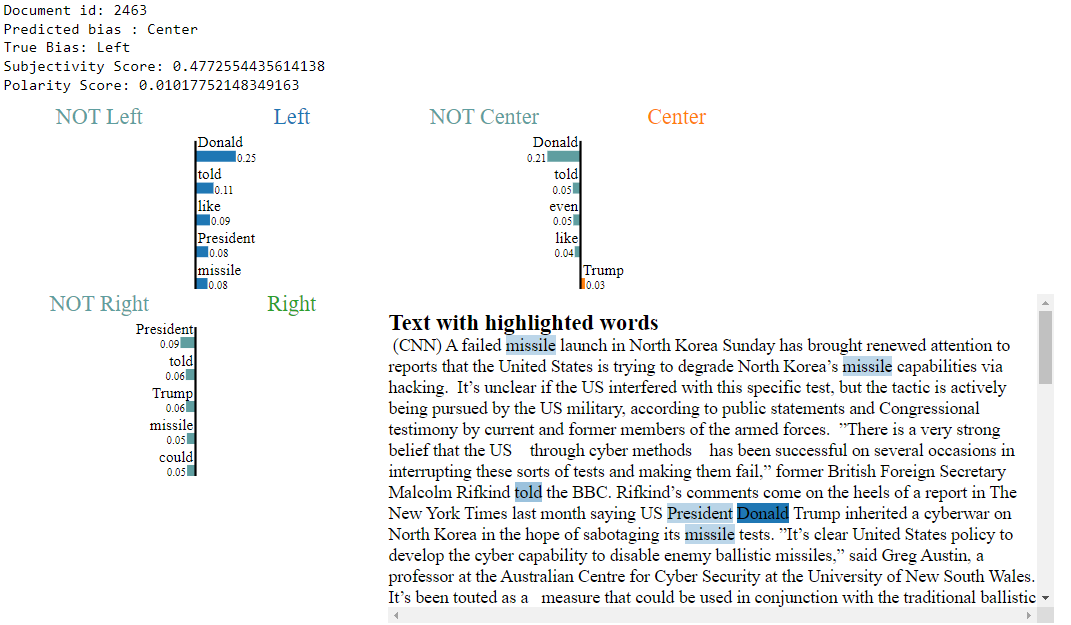 Document id: 2463
Predicted bias : Center
True Bias: Left
Subjectivity Score: 0.4772554435614138
Polarity Score: 0.01017752148349163
NOT Left Left
Donald
0.25
told
0.11
like
0.09
President
0.08
missile
0.08
NOT Center Center
Donald
0.21
told
0.05
even
0.05
like
0.04
Trump
0.03
NOT Right Right
President
0.09
told
0.06
Trump
0.06
missile
0.05
could
0.05
Text with highlighted words
(CNN) A failed missile launch in North Korea Sunday has brought renewed attention to
reports that the United States is trying to degrade North Korea’s missile capabilities via
hacking. It’s unclear if the US interfered with this specific test, but the tactic is actively
being pursued by the US military, according to public statements and Congressional
testimony by current and former members of the armed forces. ”There is a very strong
belief that the US through cyber methods has been successful on several occasions in
interrupting these sorts of tests and making them fail,” former British Foreign Secretary
Malcolm Rifkind told the BBC. Rifkind’s comments come on the heels of a report in The
New York Times last month saying US President Donald Trump inherited a cyberwar on
North Korea in the hope of sabotaging its missile tests. ”It’s clear United States policy to
develop the cyber capability to disable enemy ballistic missiles,” said Greg Austin, a
professor at the Australian Centre for Cyber Security at the University of New South Wales.
It’s been touted as a measure that could be used in conjunction with the traditional ballistic